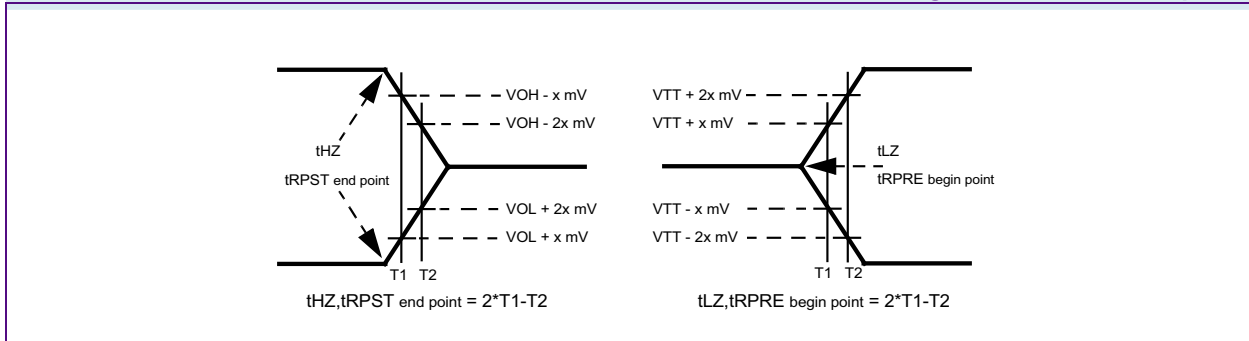 VOH - x mV
VOH - 2x mV
tHZ
tRPST end point
VOL + 2x mV
VOL + x mV
T1 T2
tHZ,tRPST end point = 2*T1-T2
VTT + 2x mV
VTT + x mV
tLZ
tRPRE begin point
VTT - x mV
VTT - 2x mV
T1 T2
tLZ,tRPRE begin point = 2*T1-T2